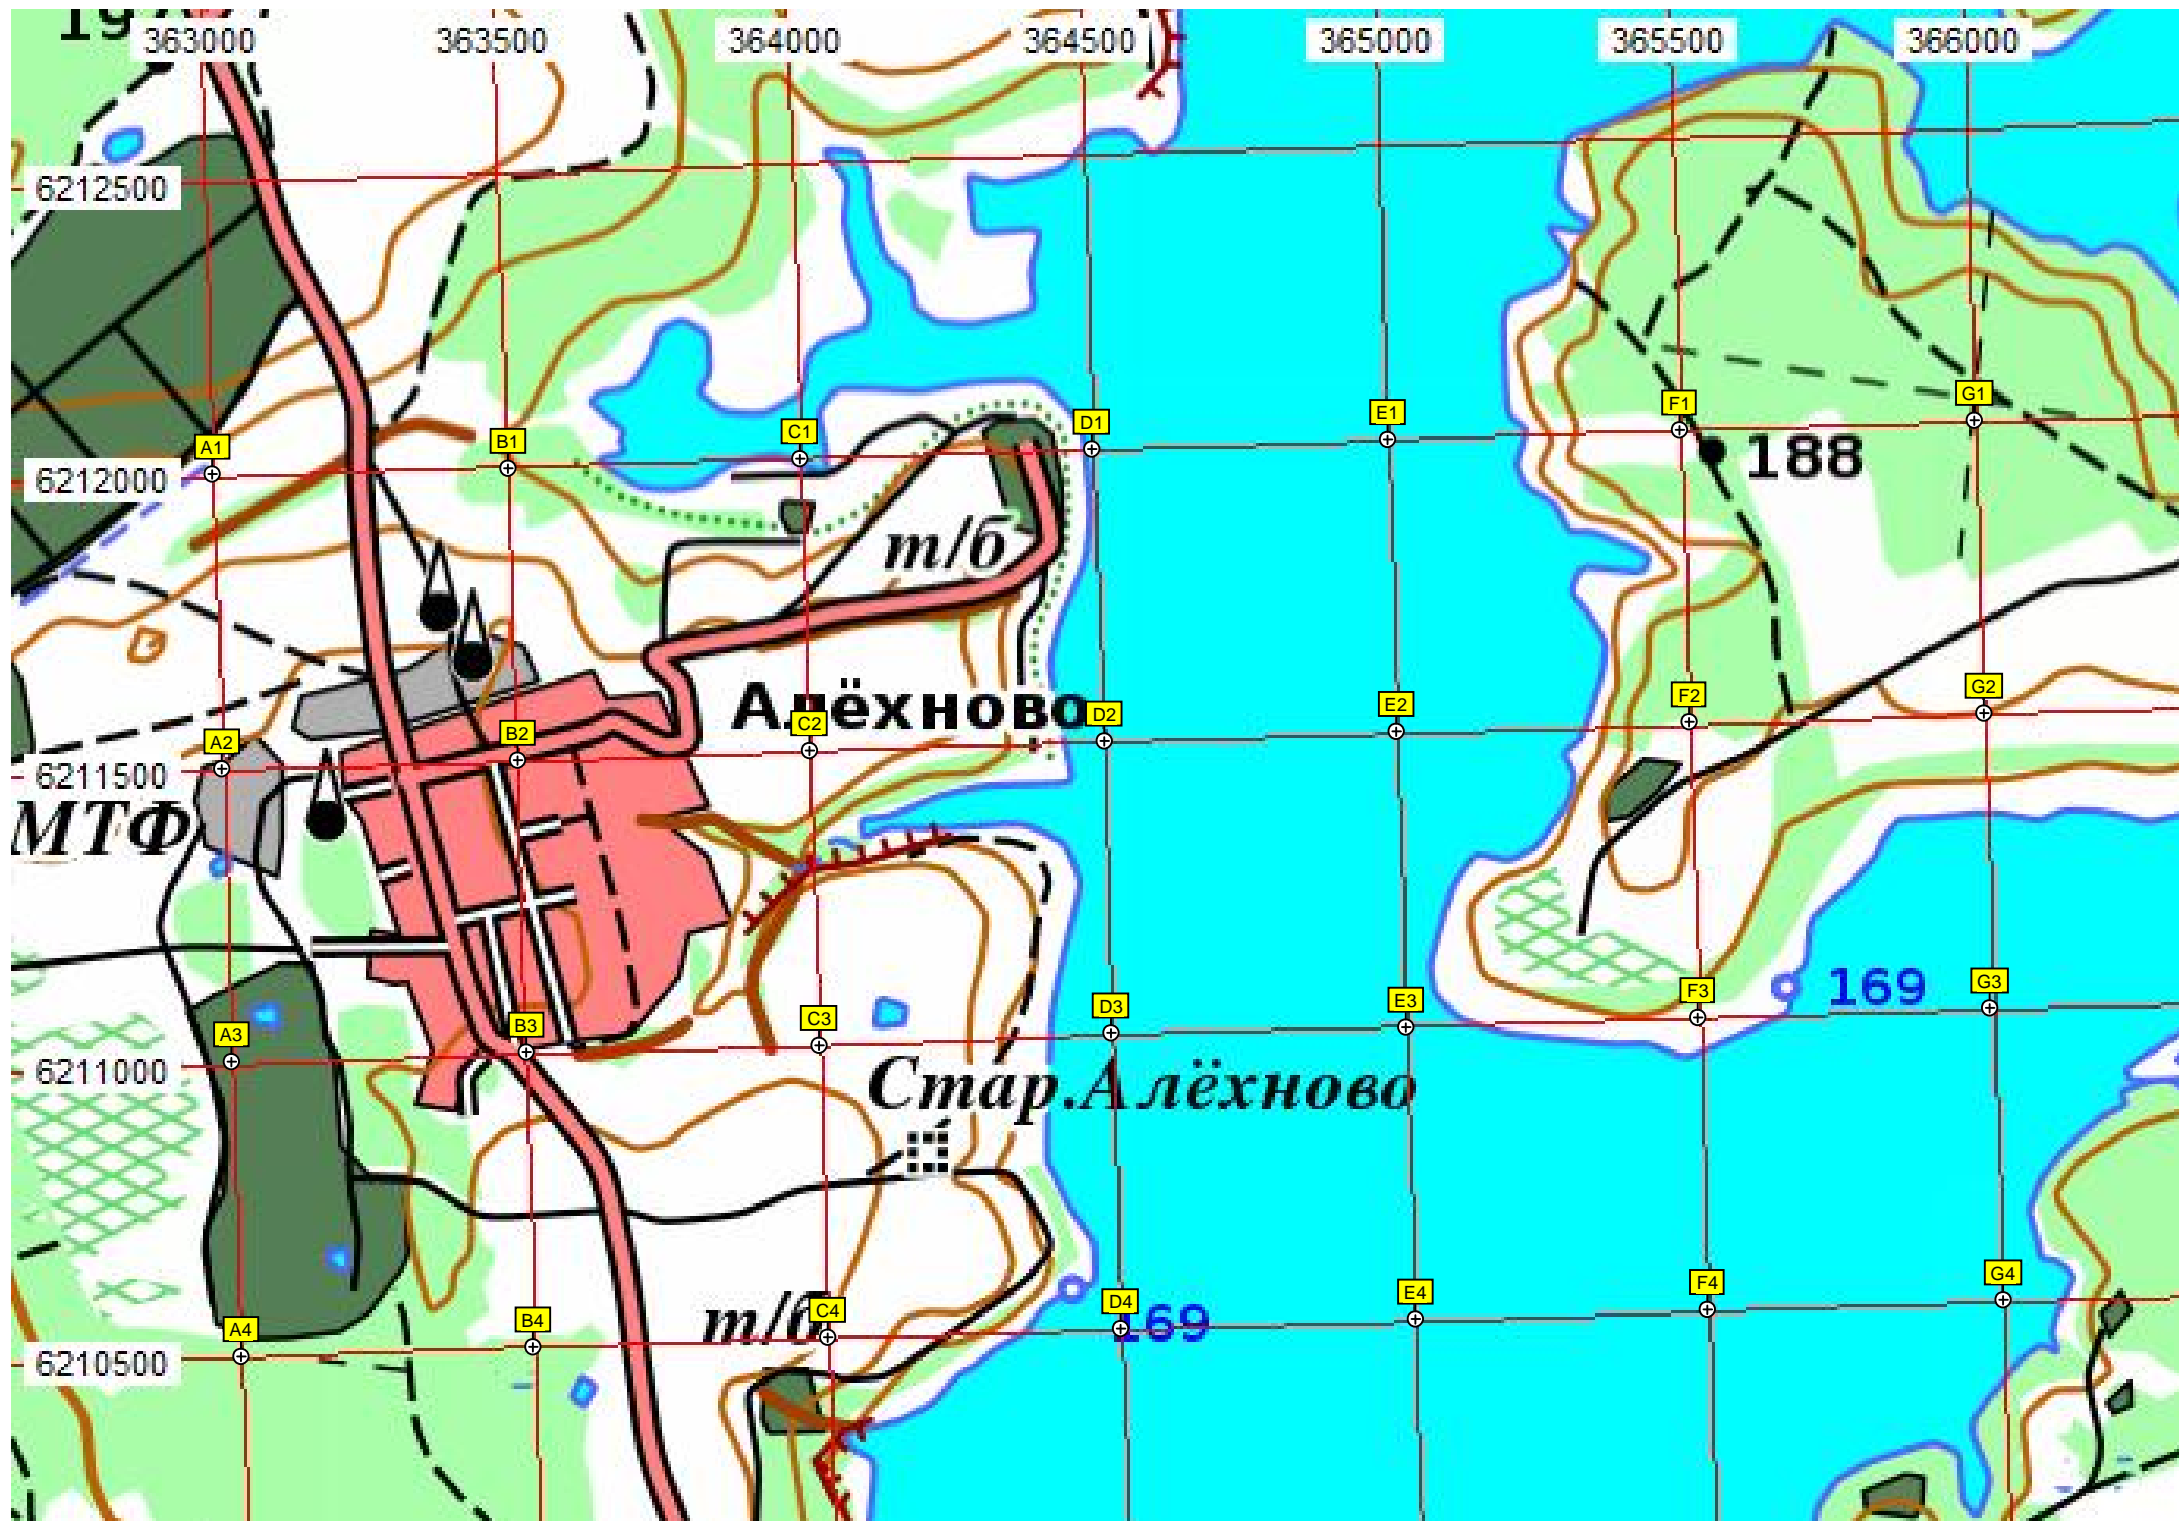 19
363000 363500 364000 364500 365000 365500 366000
6212500
A1 B1 C1 D1 E1 F1 G1
188
6212000
т/б
Алёхново
A2 B2 C2 D2 E2 F2 G2
6211500
МТФ
169
A3 B3 C3 D3 E3 F3 G3
6211000
Стар.Алёхново
A4 B4 C4 D4 E4 F4 G4
т/б
169
6210500